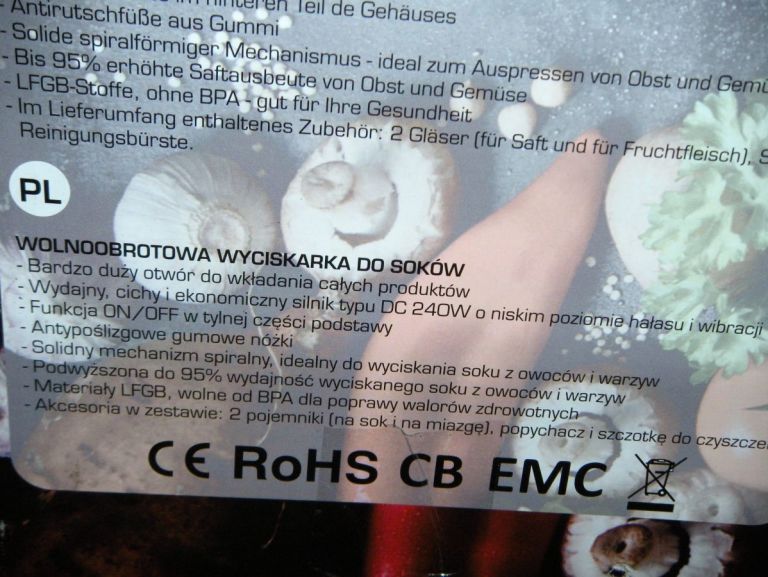 hinteren Teil de Gehäuses
- Antirutschfüße aus Gummi
- Solide spiralförmiger Mechanismus - ideal zum Auspressen von Obst und Gemü
- Bis 95% erhöhte Saftausbeute von Obst und Gemüse
- LFGB-Stoffe, ohne BPA - gut für Ihre Gesundheit
- Im Lieferumfang enthaltenes Zubehör: 2 Gläser (für Saft und für Fruchtfleisch), S
Reinigungsbürste.
PL
WOLNOOBROTOWA WYCISKARKA DO SOKÓW
- Bardzo duży otwór do wkładania całych produktów
- Wydajny, cichy i ekonomiczny silnik typu DC 240W o niskim poziomie hałasu i wibracji
- Funkcja ON/OFF w tylnej części podstawy
- Antypoślizgowe gumowe nóżki
- Solidny mechanizm spiralny, idealny do wyciskania soku z owoców i warzyw
- Podwyższona do 95% wydajność wyciskanego soku z owoców i warzyw
- Materiały LFGB, wolne od BPA dla poprawy walorów zdrowotnych
- Akcesoria w zestawie: 2 pojemniki (na sok i na miazgę), popychacz i szczotkę do czyszcze
CE RoHS CB EMC